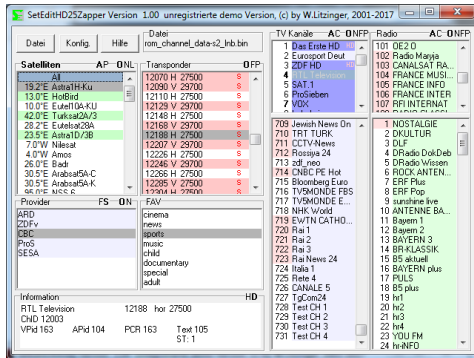 SetEditHD25Zapper Version 1.00 unregistrierte demo Version, (c) by W.Litzinger, 2001-2017
Datei
Konfig.
Hilfe
Datei
rom_channel_data-s2_lnb.bin
Satelliten AP-ONL
All
19.2°E Astra1H-Ku
13.0°E HotBird
10.0°E Eutel10A-KU
42.0°E Turksat2A/3
28.2°E Eutelsat28A
23.5°E Astra1D/3B
7.0°W Nilesat
4.0°W Amos
26.0°E Badr
30.5°E Arabsat5A-C
30.5°E Arabsat5A-K
95.0°E NSS 6
Transponder OFP
12070 H 27500 S
12090 V 29700
12110 H 27500
12129 V 29700
12148 H 27500
12168 V 29700
12188 H 27500 S
12207 V 29700
12226 H 27500
12246 V 29700
12266 H 27500
12285 V 27500
12304 H 27500
Provider FS ON
ARD
ZDFv
CBC
ProS
SESA
FAV
cinema
news
sports
music
child
documentary
special
adult
Information HD-
RTL Television 12188 hor 27500
ChID 12003
VPid 163 APid 104 PCR 163 Text 105
ST: 1
TV Kanäle AC-ONFP
1 Das Erste HD
2 Eurosport Deut
3 ZDF HD
4 RTL Television
5 SAT.1
6 ProSieben
7 VOX
709 Jewish News On
710 TRT TURK
711 CCTV-News
712 Rossija 24
713 zdf_neo
714 CNBC PE Hot
715 Bloomberg Euro
716 TV5MONDE FBS
717 TV5MONDE E...
718 NHK World
719 EWTN CATHO...
720 Rai 1
721 Rai 2
722 Rai 3
723 Rai News 24
724 Italia 1
725 Rete 4
726 CANALE 5
727 TgCom24
728 Test CH 1
729 Test CH 2
730 Test CH 3
731 Test CH 4
Radio AC-ONFP
101 OE2 O
102 Radio Maryja
103 CANALSAT RA...
104 FRANCE MUSI...
105 FRANCE INFO
106 FRANCE INTER
107 RFI INTERNAT
1 NOSTALGIE
2 DKULTUR
3 DLF
4 DRadio DokDeb
5 DRadio Wissen
6 ROCK ANTEN...
7 ERF Plus
8 ERF Pop
9 sunshine live
10 ANTENNE BA...
11 Bayern 1
12 Bayern 2
13 BAYERN 3
14 BR-KLASSIK
15 B5 aktuell
16 BAYERN plus
17 PULS
18 B5 plus
19 hr1
20 hr2
21 hr3
22 hr4
23 YOU FM
24 hr-iNFO